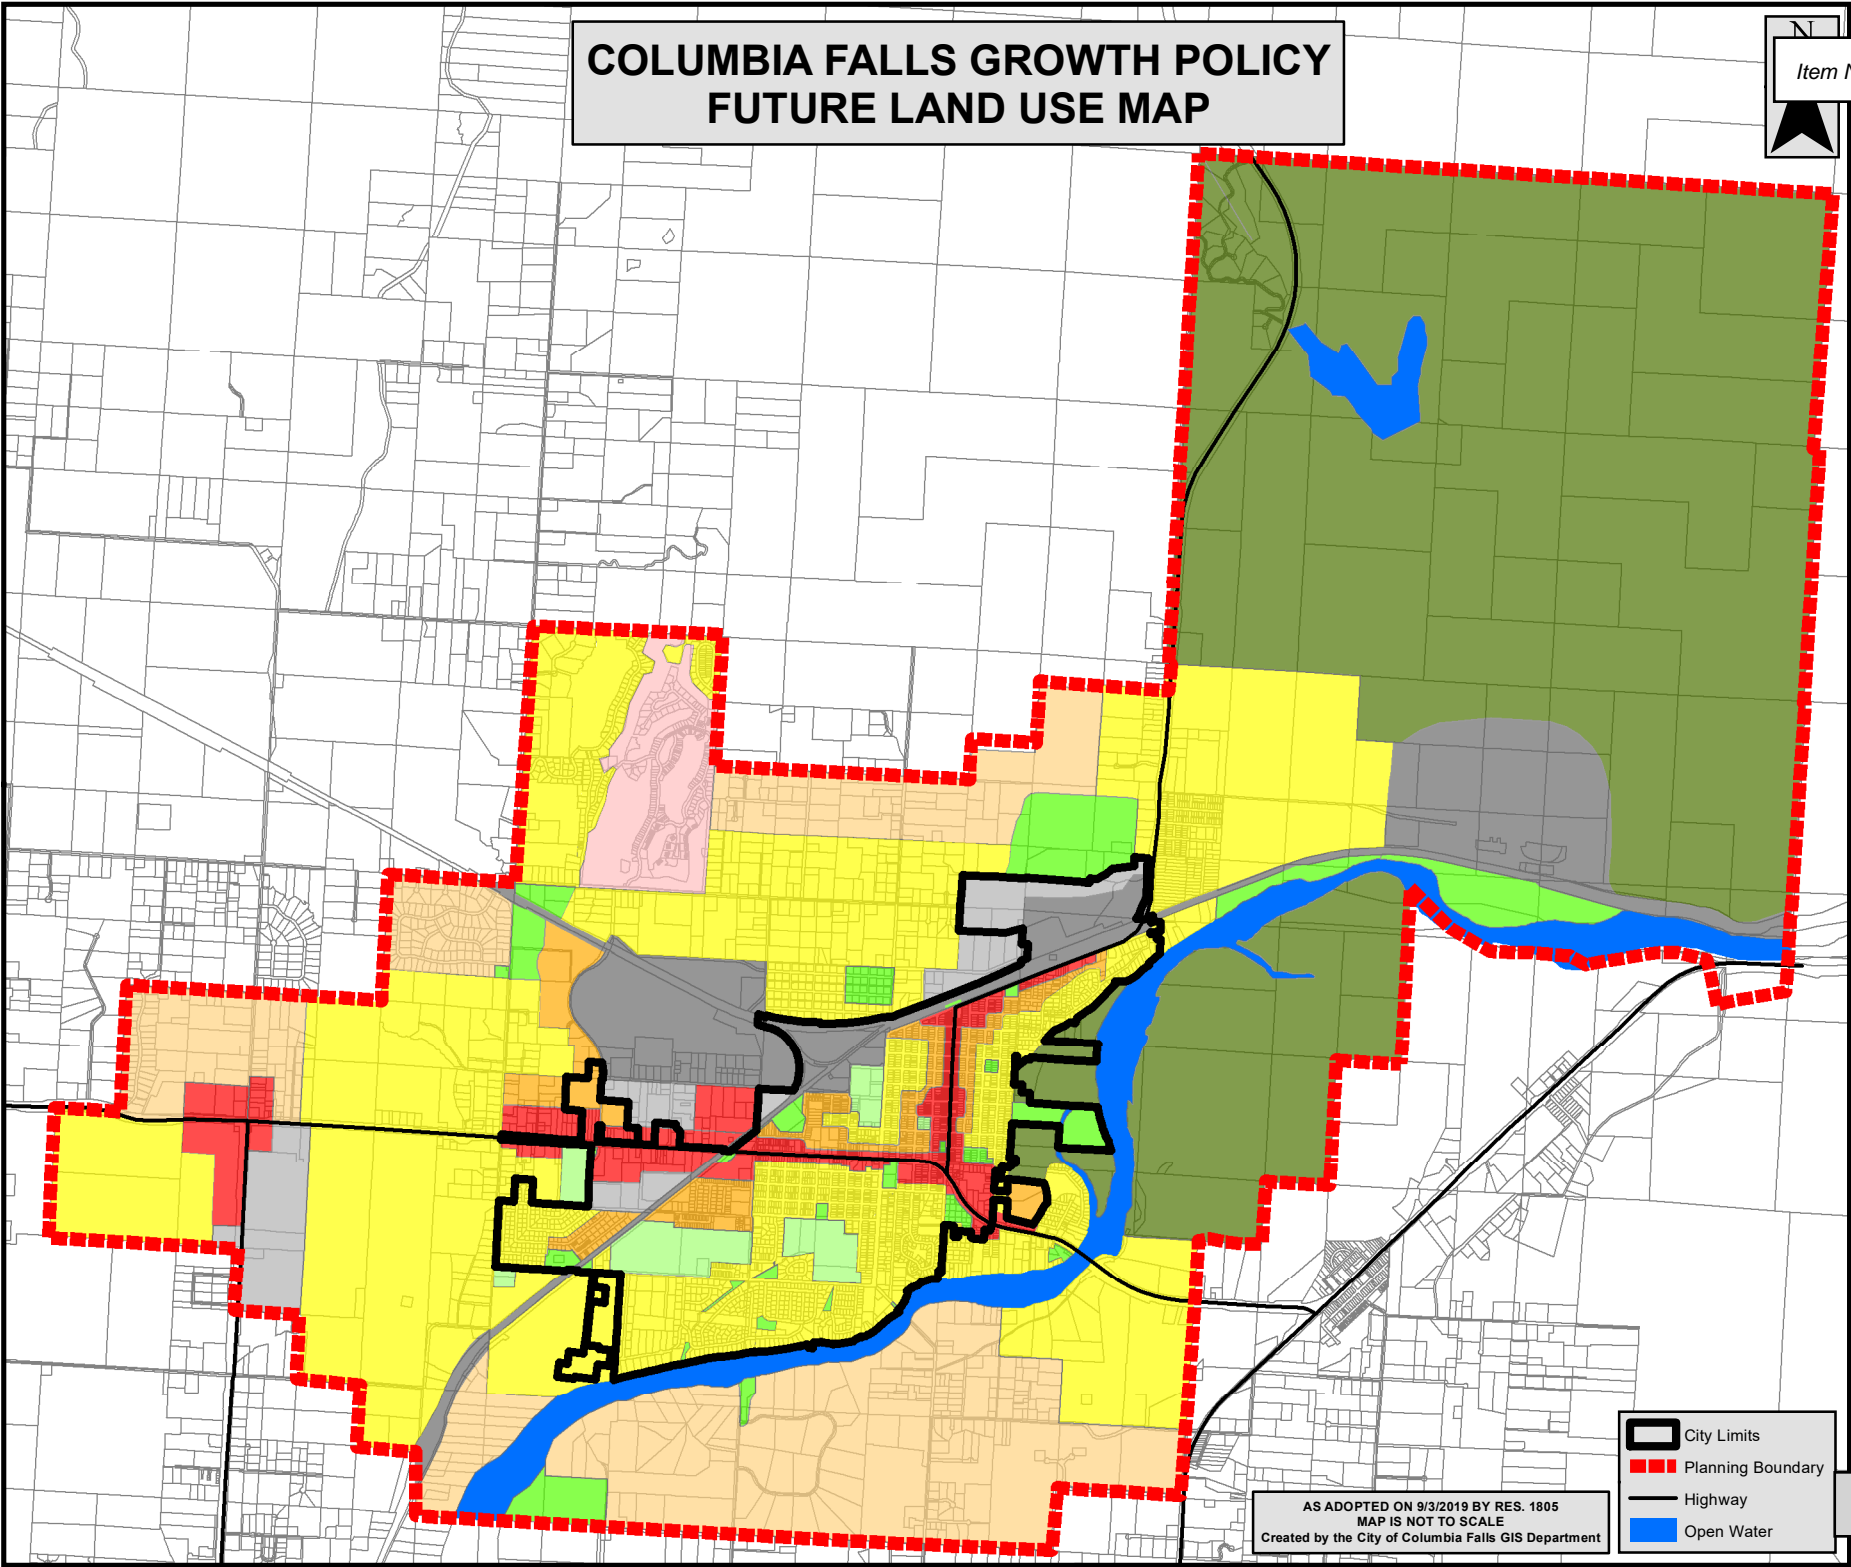 COLUMBIA FALLS GROWTH POLICY
FUTURE LAND USE MAP
N
Item
City Limits
Planning Boundary
Highway
Open Water
AS ADOPTED ON 9/3/2019 BY RES. 1805
MAP IS NOT TO SCALE
Created by the City of Columbia Falls GIS Department